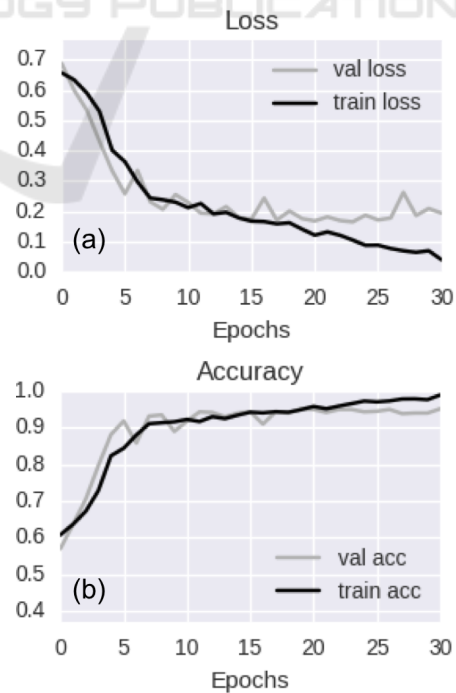 OGY PUBLICATION
Loss
0.7
0.6
0.5
0.4
0.3
0.2
0.1
0.0
val loss
train loss
(a)
0 5 10 15 20 25 30
Epochs
Accuracy
1.0
0.9
0.8
0.7
0.6
0.5
0.4
val acc
train acc
(b)
0 5 10 15 20 25 30
Epochs